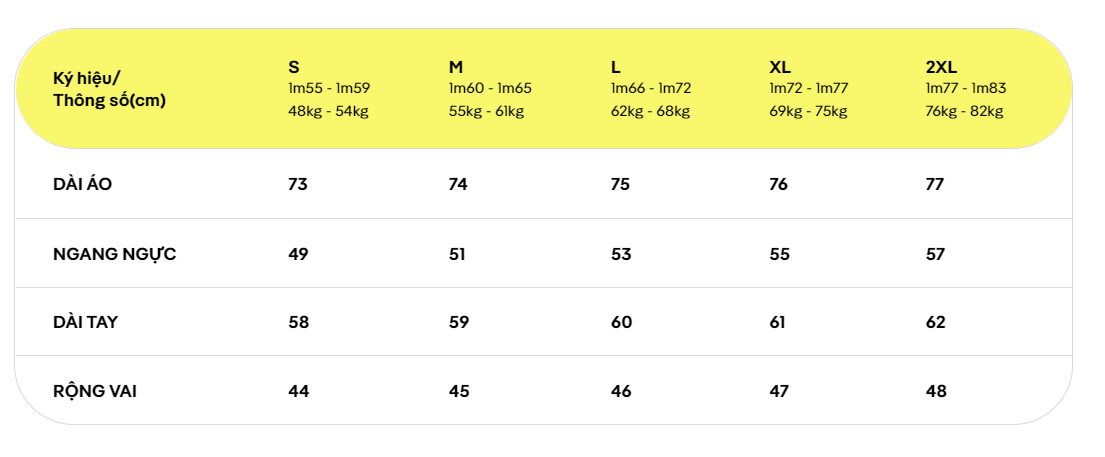 Ký hiệu/
Thông số(cm)
S
1m55 - 1m59
48kg - 54kg
M
1m60 - 1m65
55kg - 61kg
L
1m66 - 1m72
62kg - 68kg
XL
1m72 - 1m77
69kg - 75kg
2XL
1m77 - 1m83
76kg - 82kg
DÀI ÁO 73 74 75 76 77
NGANG NGỰC 49 51 53 55 57
DÀI TAY 58 59 60 61 62
RỘNG VAI 44 45 46 47 48